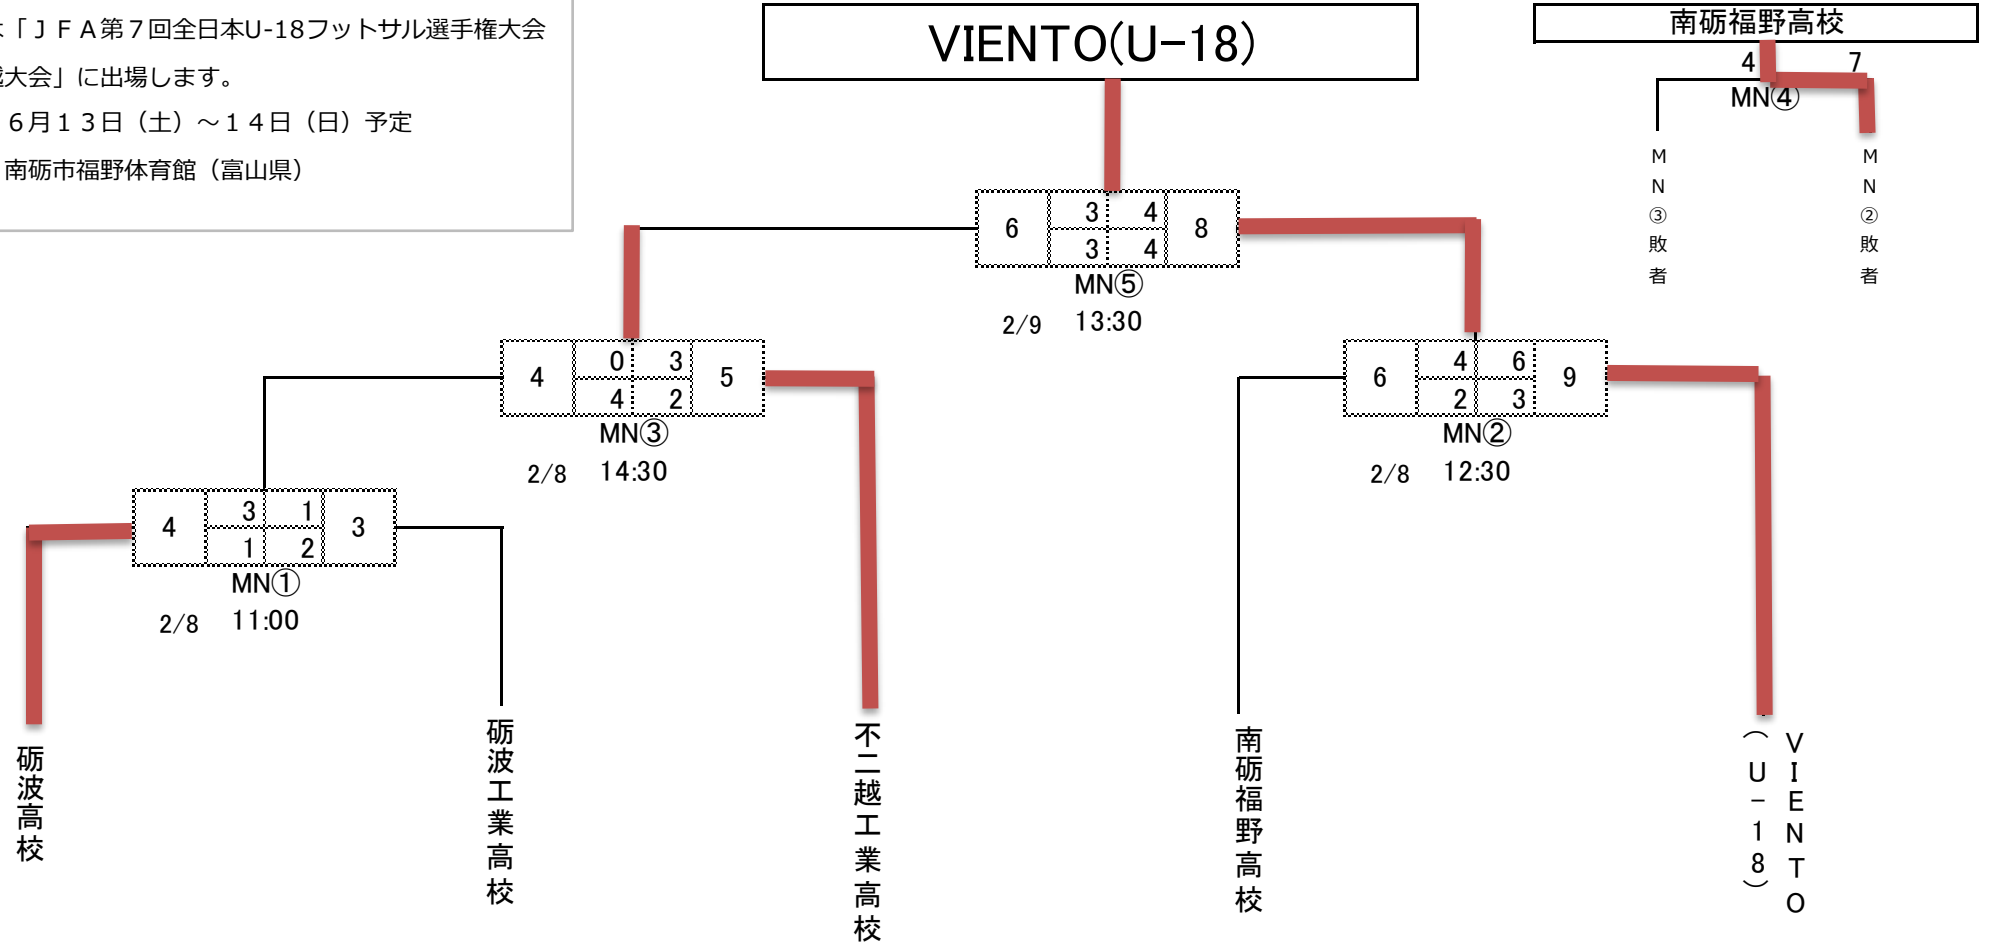 「ＪＦＡ第７回全日本U-18フットサル選手権大会
大会」に出場します。
６月１３日（土）～１４日（日）予定
南砺市福野体育館（富山県）
VIENTO(U-18)
南砺福野高校
4 7
MN④
ＭＮ③敗者
ＭＮ②敗者
6 3 4 8
3 4
MN⑤
2/9 13:30
4 0 3 5
4 2
MN③
2/8 14:30
6 4 6 9
2 3
MN②
2/8 12:30
4 3 1 3
1 2
MN①
2/8 11:00
砺波高校
砺波工業高校
不二越工業高校
南砺福野高校
ＶＩＥＮＴＯ
（Ｕ－１８）